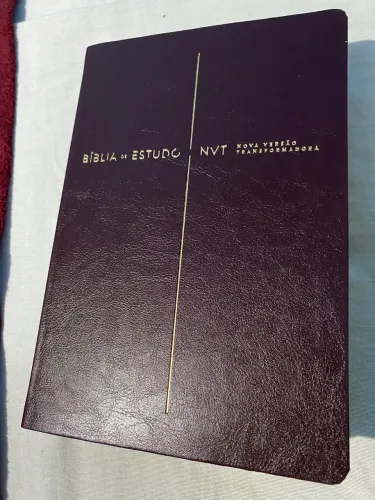 BÍBLIA DE ESTUDO NVT NOVA VERSÃO
TRANSFORMADORA